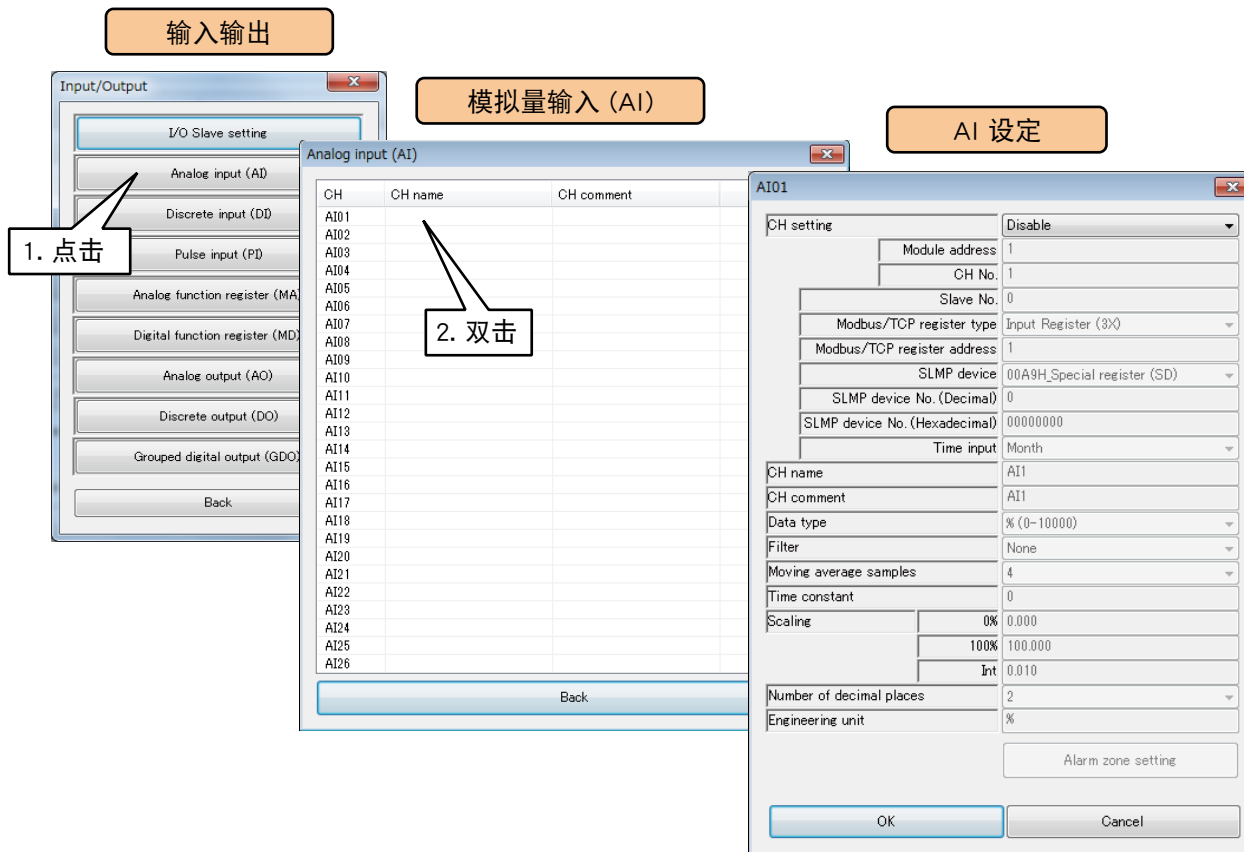 输入输出
Input/Output
I/O Slave setting
Analog input (AI)
Discrete input (DI)
Pulse input (PI)
Analog function register (MA)
Digital function register (MD)
Analog output (AO)
Discrete output (DO)
Grouped digital output (GDO)
Back
1. 点击
模拟量输入 (AI)
Analog input (AI)
CH CH name CH comment
AI01
AI02
AI03
AI04
AI05
AI06
AI07
AI08
AI09
AI10
AI11
AI12
AI13
AI14
AI15
AI16
AI17
AI18
AI19
AI20
AI21
AI22
AI23
AI24
AI25
AI26
Back
2. 双击
AI 设定
AI01
CH setting Disable
Module address 1
CH No. 1
Slave No. 0
Modbus/TCP register type Input Register (3X)
Modbus/TCP register address 1
SLMP device 00A9H_Special register (SD)
SLMP device No. (Decimal) 0
SLMP device No. (Hexadecimal) 00000000
Time input Month
CH name AI1
CH comment AI1
Data type % (0-10000)
Filter None
Moving average samples 4
Time constant 0
Scaling 0% 0.000
100% 100.000
Int 0.010
Number of decimal places 2
Engineering unit %
Alarm zone setting
OK Cancel